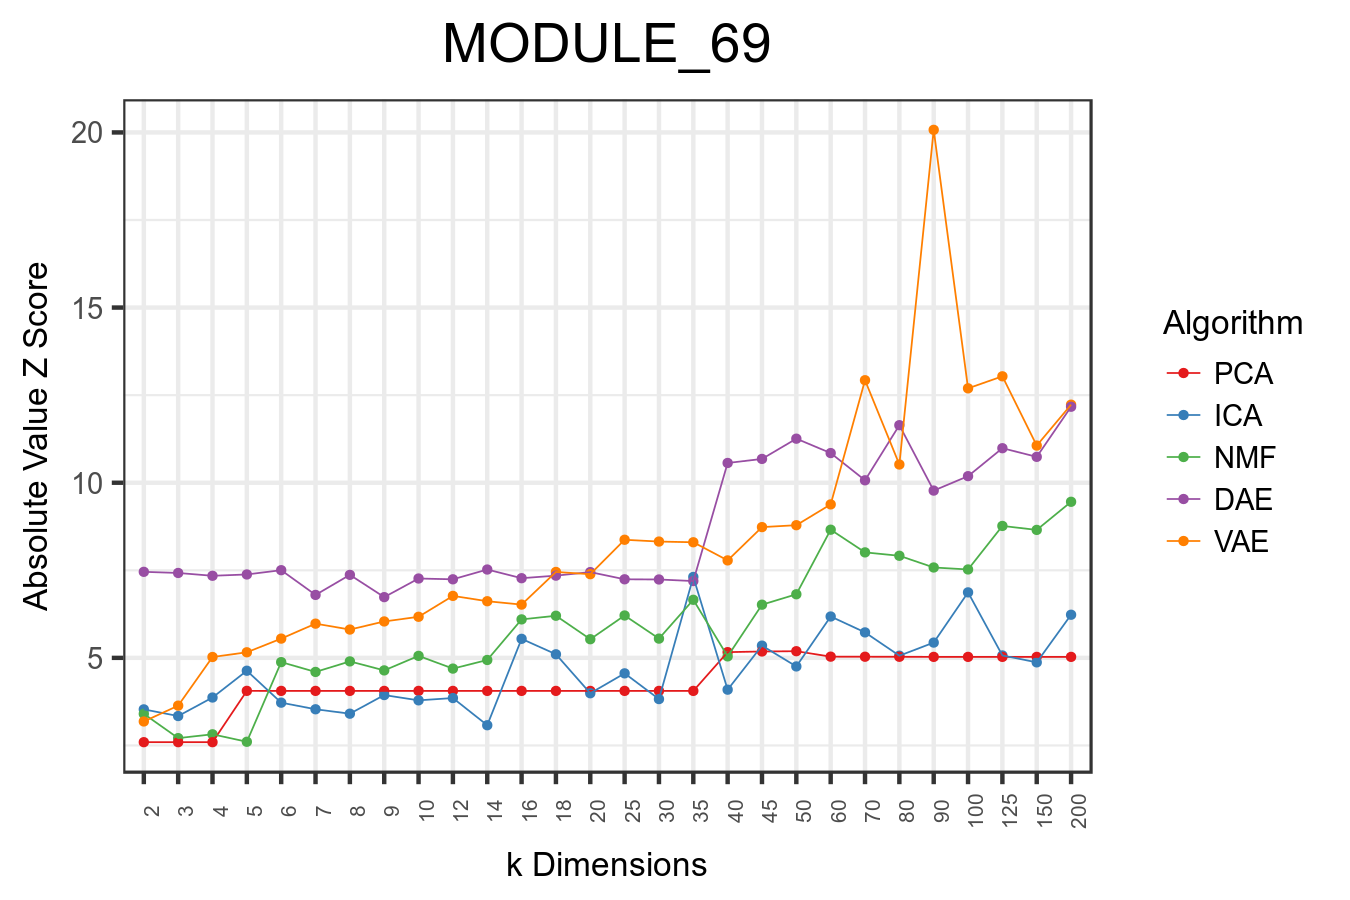 MODULE_69
Absolute Value Z Score
20
15
10
5
2 3 4 5 6 7 8 9 10 12 14 16 18 20 25 30 35 40 45 50 60 70 80 90 100 125 150 200
k Dimensions
Algorithm
PCA
ICA
NMF
DAE
VAE